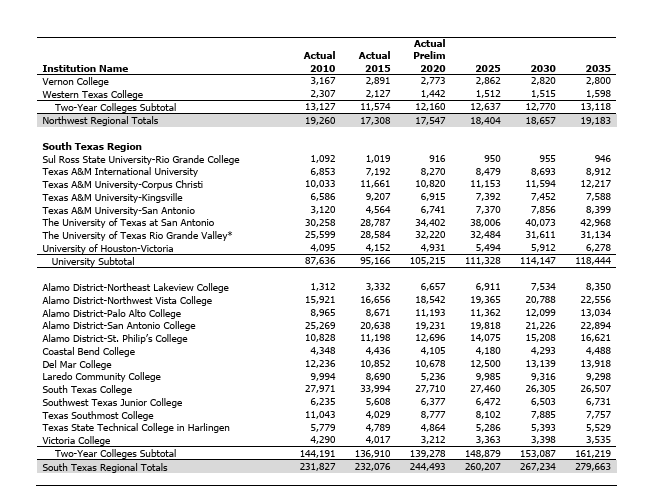 Actual
Actual Actual Prelim
Institution Name 2010 2015 2020 2025 2030 2035
Vernon College 3,167 2,891 2,773 2,862 2,820 2,800
Western Texas College 2,307 2,127 1,442 1,512 1,515 1,598
Two-Year Colleges Subtotal 13,127 11,574 12,160 12,637 12,770 13,118
Northwest Regional Totals 19,260 17,308 17,547 18,404 18,657 19,183
South Texas Region
Sul Ross State University-Rio Grande College 1,092 1,019 916 950 955 946
Texas A&M International University 6,853 7,192 8,270 8,479 8,693 8,912
Texas A&M University-Corpus Christi 10,033 11,661 10,820 11,153 11,594 12,217
Texas A&M University-Kingsville 6,586 9,207 6,915 7,392 7,452 7,588
Texas A&M University-San Antonio 3,120 4,564 6,741 7,370 7,856 8,399
The University of Texas at San Antonio 30,258 28,787 34,402 38,006 40,073 42,968
The University of Texas Rio Grande Valley* 25,599 28,584 32,220 32,484 31,611 31,134
University of Houston-Victoria 4,095 4,152 4,931 5,494 5,912 6,278
University Subtotal 87,636 95,166 105,215 111,328 114,147 118,444
Alamo District-Northeast Lakeview College 1,312 3,332 6,657 6,911 7,534 8,350
Alamo District-Northwest Vista College 15,921 16,656 18,542 19,365 20,788 22,556
Alamo District-Palo Alto College 8,965 8,671 11,193 11,362 12,099 13,034
Alamo District-San Antonio College 25,269 20,638 19,231 19,818 21,226 22,894
Alamo District-St. Philip's College 10,828 11,198 12,696 14,075 15,208 16,621
Coastal Bend College 4,348 4,436 4,105 4,180 4,293 4,488
Del Mar College 12,236 10,852 10,678 12,500 13,139 13,918
Laredo Community College 9,994 8,690 5,236 9,985 9,316 9,298
South Texas College 27,971 33,994 27,710 27,460 26,305 26,507
Southwest Texas Junior College 6,235 5,608 6,377 6,472 6,503 6,731
Texas Southmost College 11,043 4,029 8,777 8,102 7,885 7,757
Texas State Technical College in Harlingen 5,779 4,789 4,864 5,286 5,393 5,529
Victoria College 4,290 4,017 3,212 3,363 3,398 3,535
Two-Year Colleges Subtotal 144,191 136,910 139,278 148,879 153,087 161,219
South Texas Regional Totals 231,827 232,076 244,493 260,207 267,234 279,663